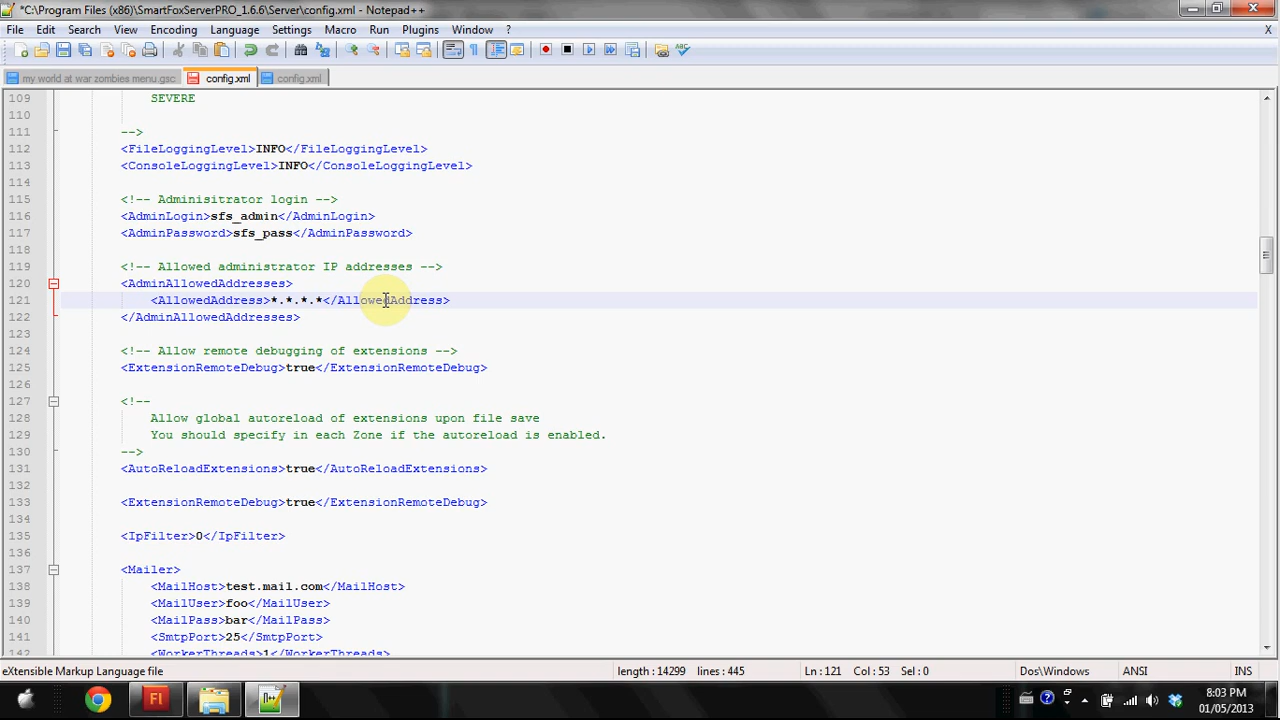 *C:\Program Files (x86)\SmartFoxServerPRO_1.6.6\Server\config.xml - Notepad++
File Edit Search View Encoding Language Settings Macro Run Plugins Window ? X
my world at war zombies menu.gsc config.xml config.xml
109 SEVERE
110
111 -->
112 <FileLoggingLevel>INFO</FileLoggingLevel>
113 <ConsoleLoggingLevel>INFO</ConsoleLoggingLevel>
114
115 <!-- Adminisitrator login -->
116 <AdminLogin>sfs_admin</AdminLogin>
117 <AdminPassword>sfs_pass</AdminPassword>
118
119 <!-- Allowed administrator IP addresses -->
120 <AdminAllowedAddresses>
121 <AllowedAddress>*.*.*.*</AllowedAddress>
122 </AdminAllowedAddresses>
123
124 <!-- Allow remote debugging of extensions -->
125 <ExtensionRemoteDebug>true</ExtensionRemoteDebug>
126
127 <!--
128 Allow global autoreload of extensions upon file save
129 You should specify in each Zone if the autoreload is enabled.
130 -->
131 <AutoReloadExtensions>true</AutoReloadExtensions>
132
133 <ExtensionRemoteDebug>true</ExtensionRemoteDebug>
134
135 <IpFilter>0</IpFilter>
136
137 <Mailer>
138 <MailHost>test.mail.com</MailHost>
139 <MailUser>foo</MailUser>
140 <MailPass>bar</MailPass>
141 <SmtpPort>25</SmtpPort>
142 <WorkerThreads>1</WorkerThreads>
eXtensible Markup Language file length : 14299 lines : 445 Ln : 121 Col : 53 Sel : 0 Dos\Windows ANSI INS
8:03 PM
01/05/2013